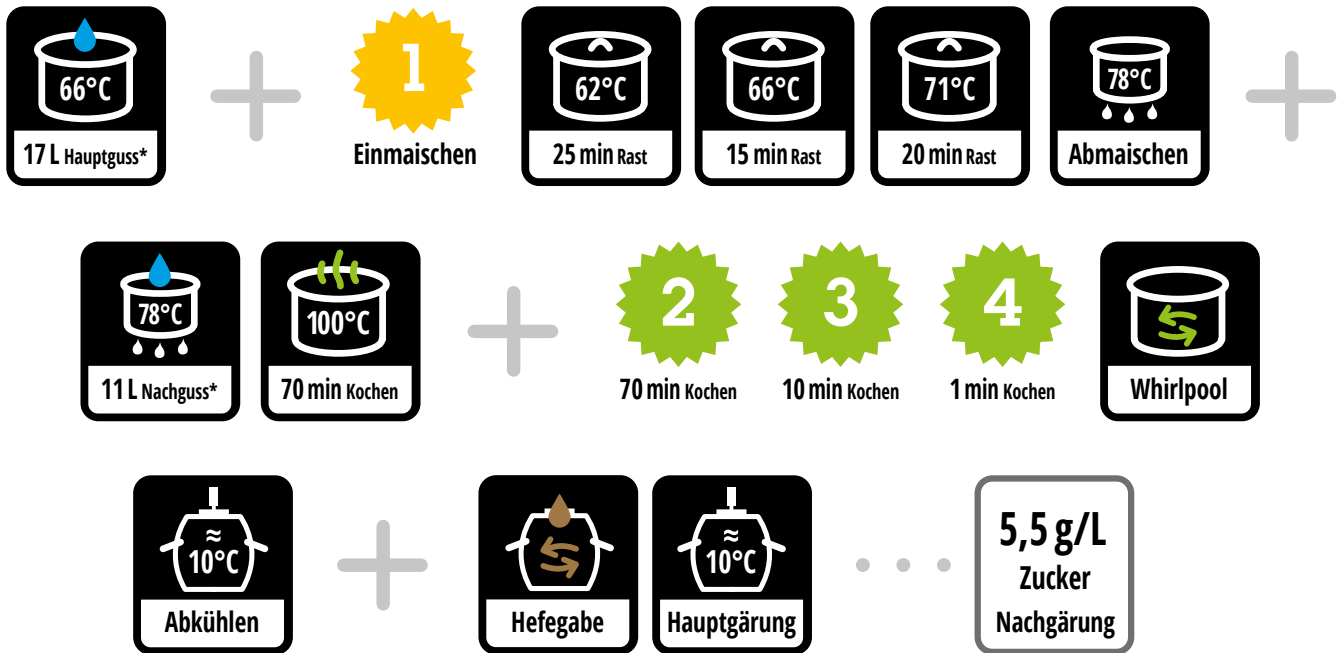 66°C
17 L Hauptguss*
1
Einmaischen
62°C
25 min Rast
66°C
15 min Rast
71°C
20 min Rast
78°C
Abmaischen
78°C
11 L Nachguss*
100°C
70 min Kochen
2
70 min Kochen
3
10 min Kochen
4
1 min Kochen
Whirlpool
≈
10°C
Abkühlen
Hefegabe
≈
10°C
Hauptgärung
5,5 g/L
Zucker
Nachgärung